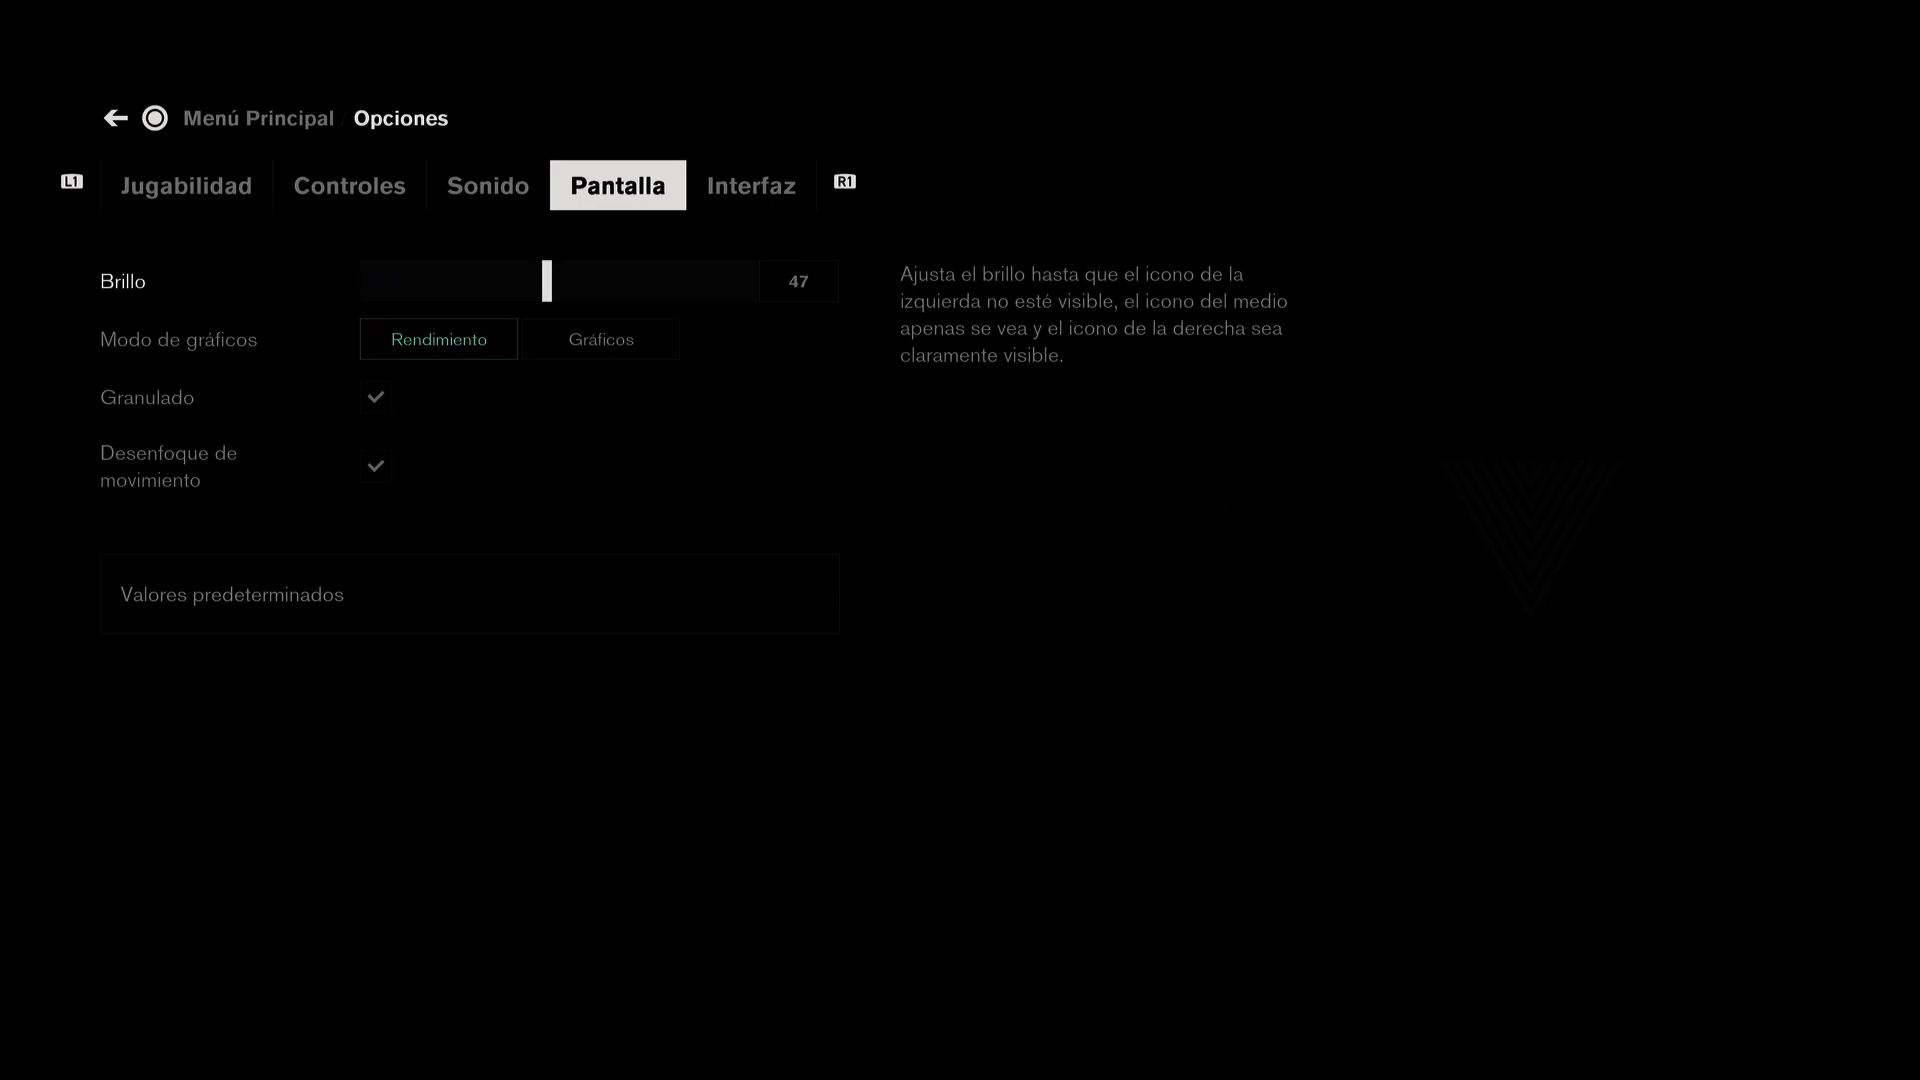 Menú Principal / Opciones
L1 Jugabilidad Controles Sonido Pantalla Interfaz R1
Brillo 47
Modo de gráficos Rendimiento Gráficos
Granulado
Desenfoque de
movimiento
Valores predeterminados
Ajusta el brillo hasta que el icono de la
izquierda no esté visible, el icono del medio
apenas se vea y el icono de la derecha sea
claramente visible.